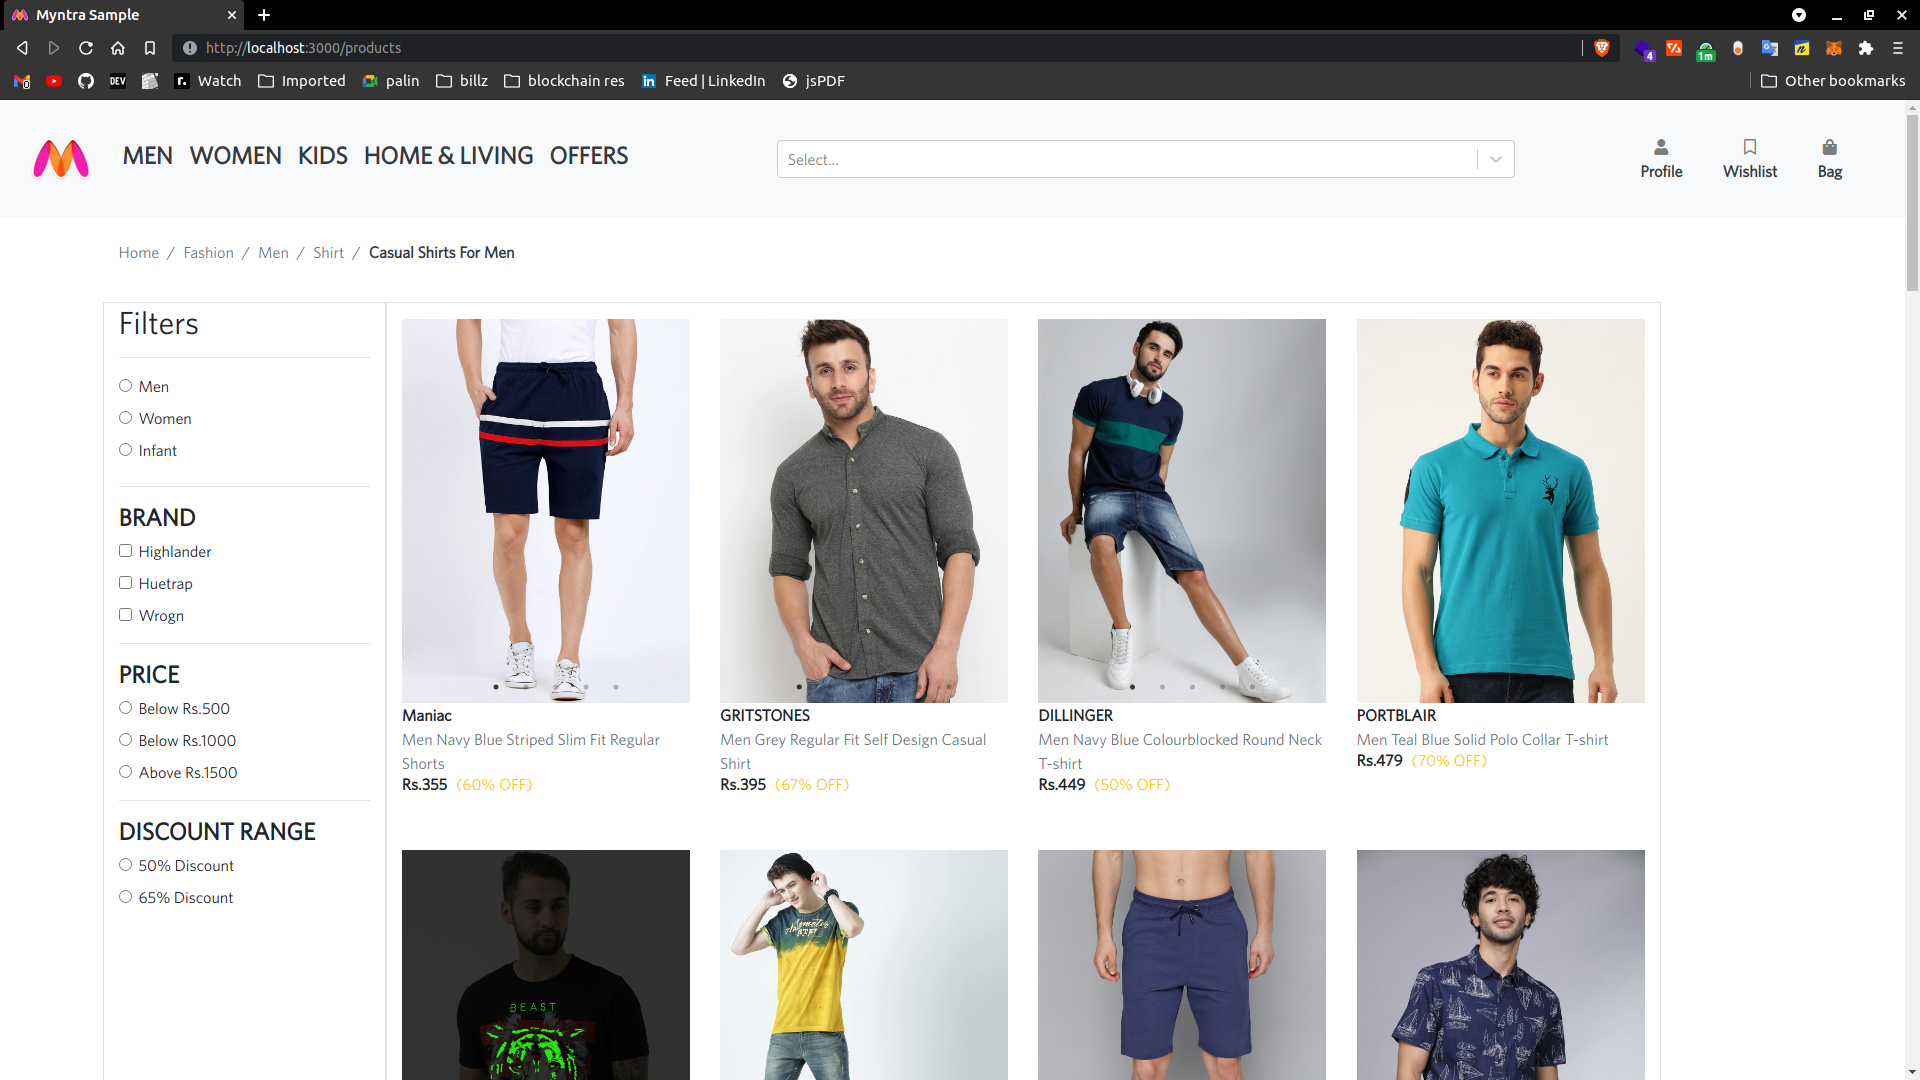 Myntra Sample
http://localhost:3000/products
4
1m
DEV
Watch
Imported
palin
billz
blockchain res
Feed | LinkedIn
jsPDF
Other bookmarks
MEN WOMEN KIDS HOME & LIVING OFFERS
Select...
Profile
Wishlist
Bag
Home / Fashion / Men / Shirt / Casual Shirts For Men
Filters
Men
Women
Infant
BRAND
Highlander
Huetrap
Wrogn
PRICE
Below Rs.500
Below Rs.1000
Above Rs.1500
DISCOUNT RANGE
50% Discount
65% Discount
Maniac
Men Navy Blue Striped Slim Fit Regular
Shorts
Rs.355 (60% OFF)
GRITSTONES
Men Grey Regular Fit Self Design Casual
Shirt
Rs.395 (67% OFF)
DILLINGER
Men Navy Blue Colourblocked Round Neck
T-shirt
Rs.449 (50% OFF)
PORTBLAIR
Men Teal Blue Solid Polo Collar T-shirt
Rs.479 (70% OFF)
BEAST